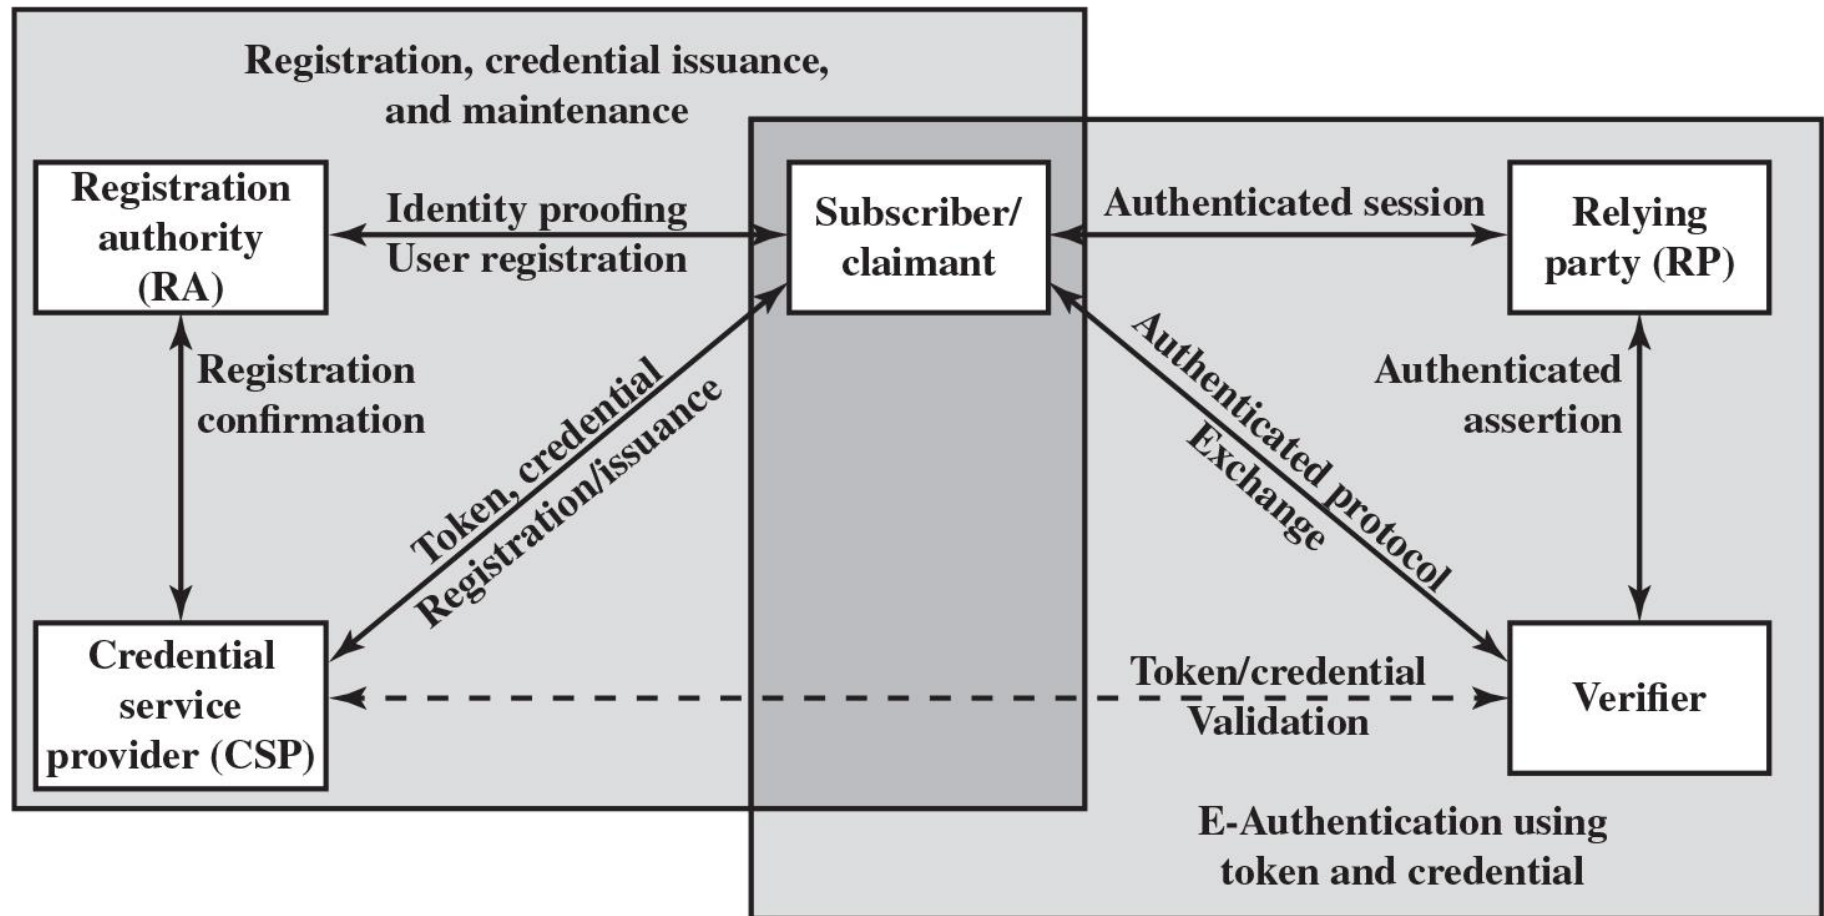 Registration, credential issuance,
and maintenance
Registration
authority
(RA)
Identity proofing
User registration
Subscriber/
claimant
Authenticated session
Relying
party (RP)
Registration
confirmation
Token, credential
Registration/issuance
Authenticated protocol
Exchange
Authenticated
assertion
Credential
service
provider (CSP)
Token/credential
Validation
Verifier
E-Authentication using
token and credential